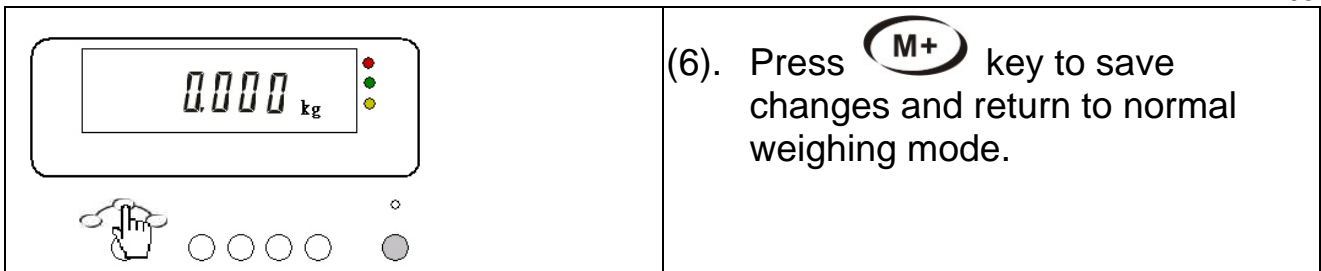 0.000 kg
(6). Press M+ key to save
changes and return to normal
weighing mode.